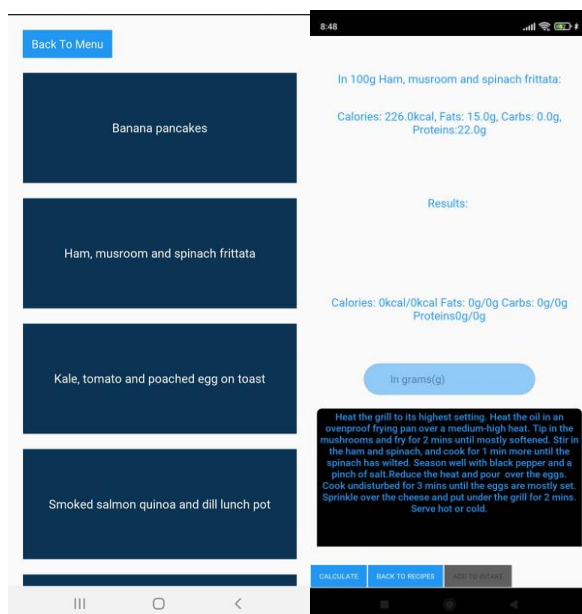 Back To Menu
Banana pancakes
Ham, musroom and spinach frittata
Kale, tomato and poached egg on toast
Smoked salmon quinoa and dill lunch pot
8:48
In 100g Ham, musroom and spinach frittata:
Calories: 226.0kcal, Fats: 15.0g, Carbs: 0.0g,
Proteins:22.0g
Results:
Calories: 0kcal/0kcal Fats: 0g/0g Carbs: 0g/0g
Proteins0g/0g
In grams(g)
Heat the grill to its highest setting. Heat the oil in an
ovenproof frying pan over a medium-high heat. Tip in the
mushrooms and fry for 2 mins until mostly softened. Stir in
the ham and spinach, and cook for 1 min more until the
spinach has wilted. Season well with black pepper and a
pinch of salt.Reduce the heat and pour over the eggs.
Cook undisturbed for 3 mins until the eggs are mostly set.
Sprinkle over the cheese and put under the grill for 2 mins.
Serve hot or cold.
CALCULATE
BACK TO RECIPES
ADD TO INTAKE